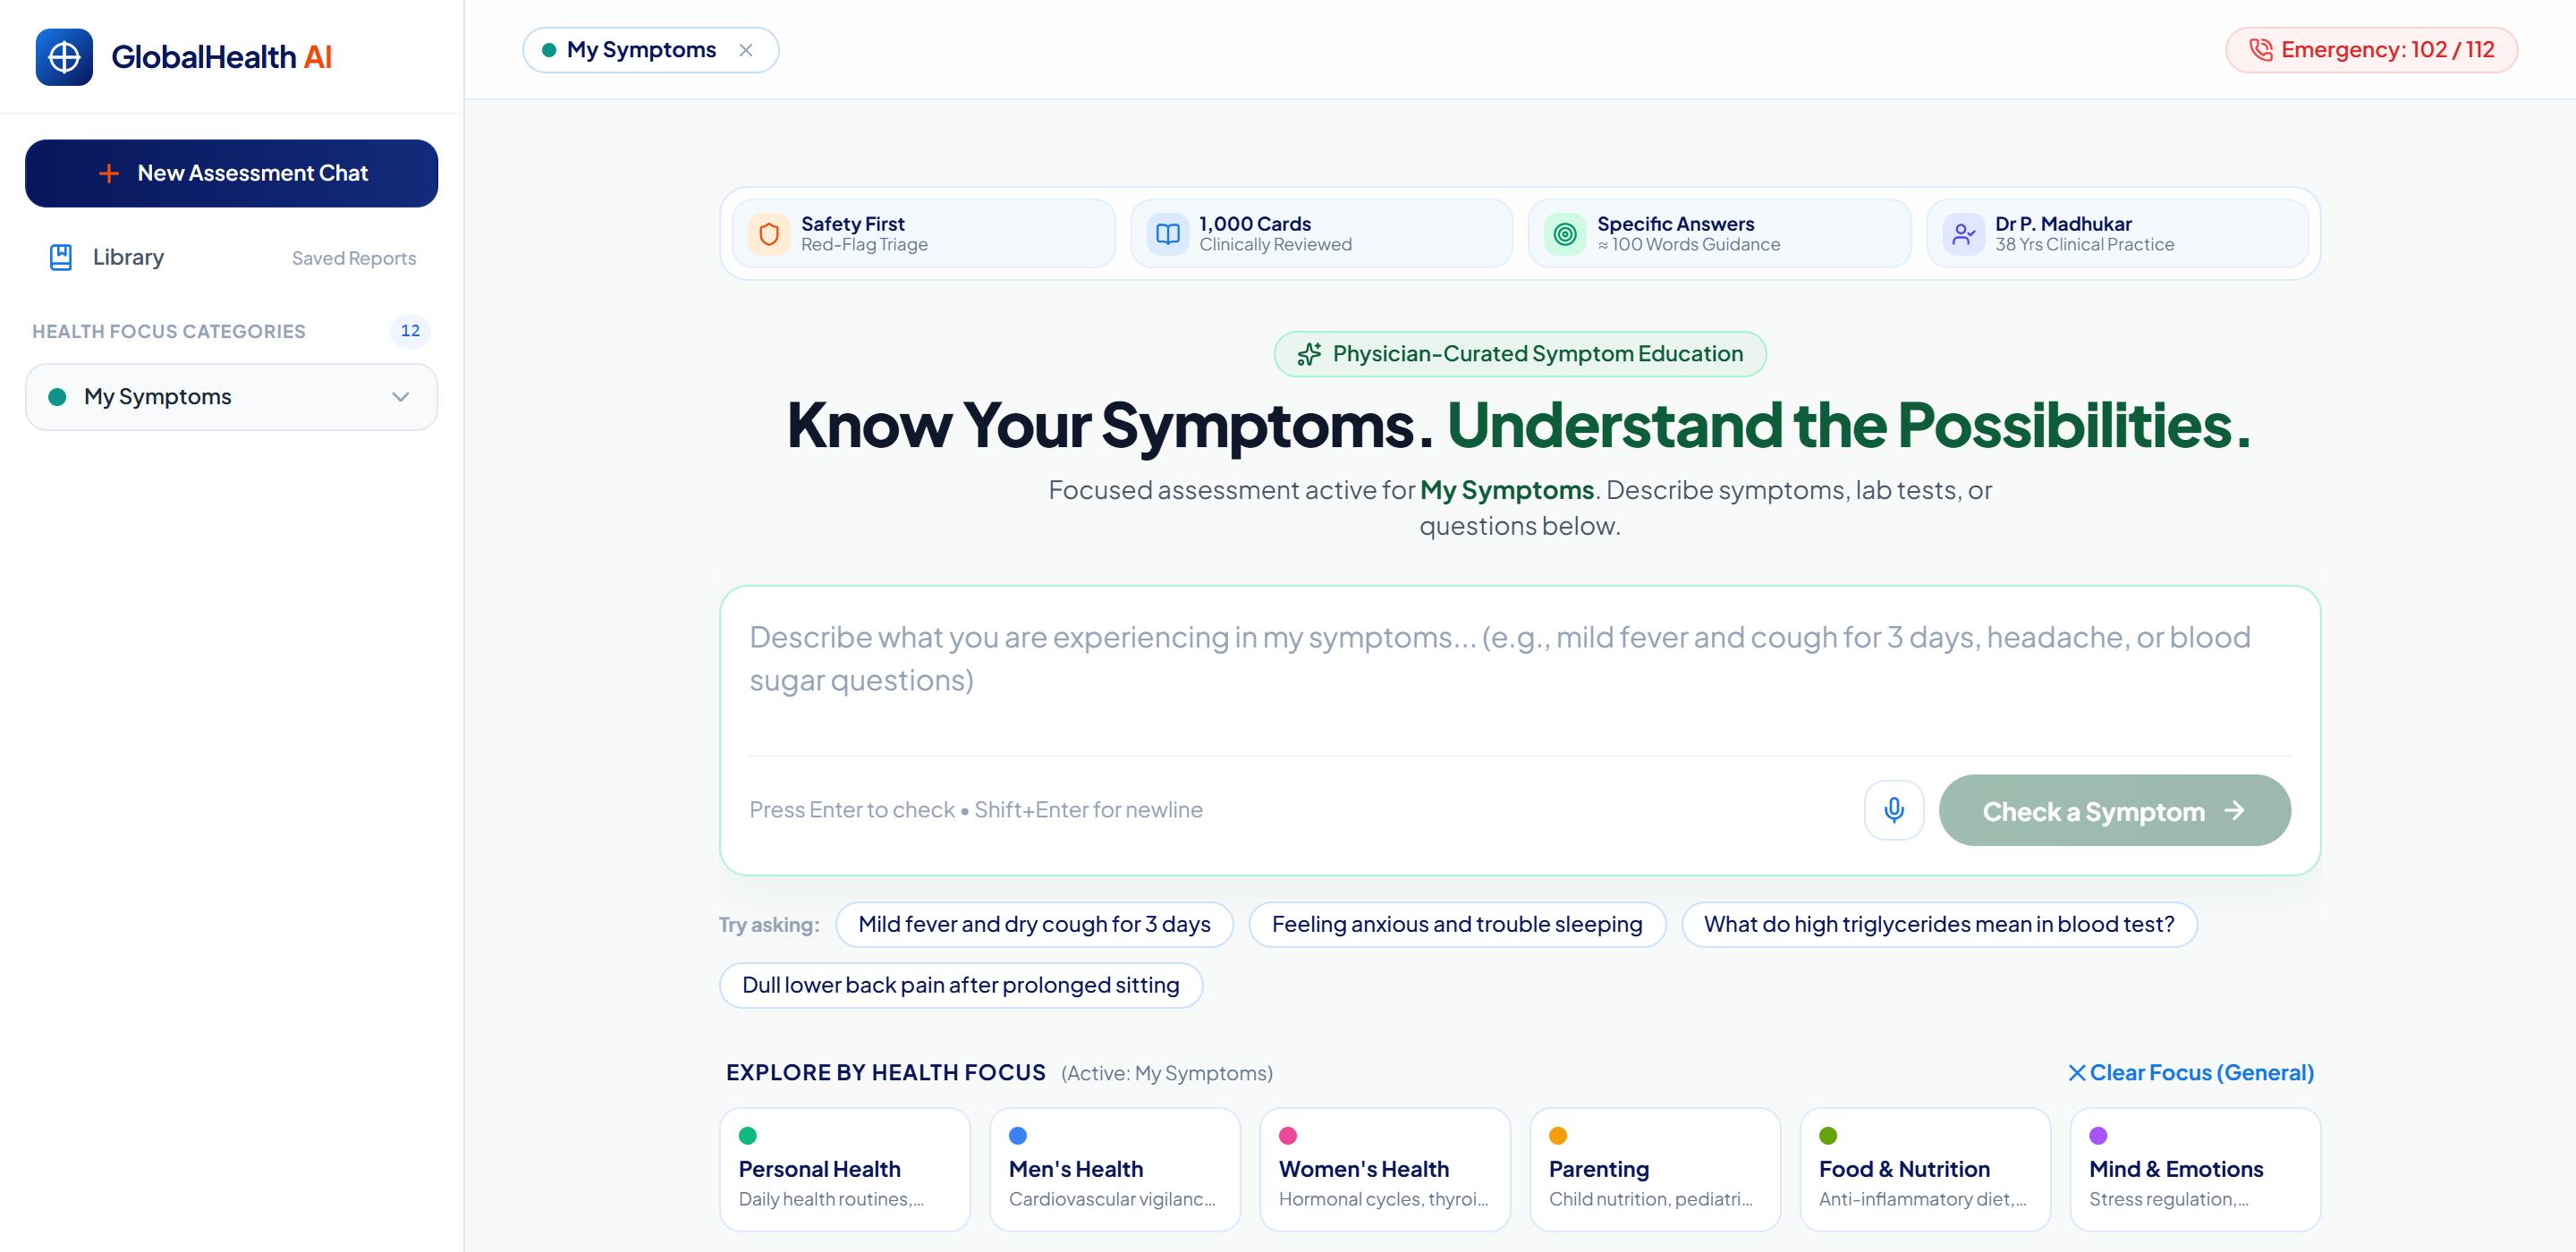 GlobalHealth AI
New Assessment Chat
Library
Saved Reports
HEALTH FOCUS CATEGORIES
12
My Symptoms
My Symptoms
Emergency: 102 / 112
Safety First
Red-Flag Triage
1,000 Cards
Clinically Reviewed
Specific Answers
≈ 100 Words Guidance
Dr P. Madhukar
38 Yrs Clinical Practice
Physician-Curated Symptom Education
Know Your Symptoms. Understand the Possibilities.
Focused assessment active for My Symptoms. Describe symptoms, lab tests, or
questions below.
Describe what you are experiencing in my symptoms... (e.g., mild fever and cough for 3 days, headache, or blood
sugar questions)
Press Enter to check • Shift+Enter for newline
Check a Symptom
Try asking:
Mild fever and dry cough for 3 days
Feeling anxious and trouble sleeping
What do high triglycerides mean in blood test?
Dull lower back pain after prolonged sitting
EXPLORE BY HEALTH FOCUS (Active: My Symptoms)
Clear Focus (General)
Personal Health
Daily health routines,...
Men's Health
Cardiovascular vigilanc...
Women's Health
Hormonal cycles, thyroi...
Parenting
Child nutrition, pediatri...
Food & Nutrition
Anti-inflammatory diet,...
Mind & Emotions
Stress regulation,...